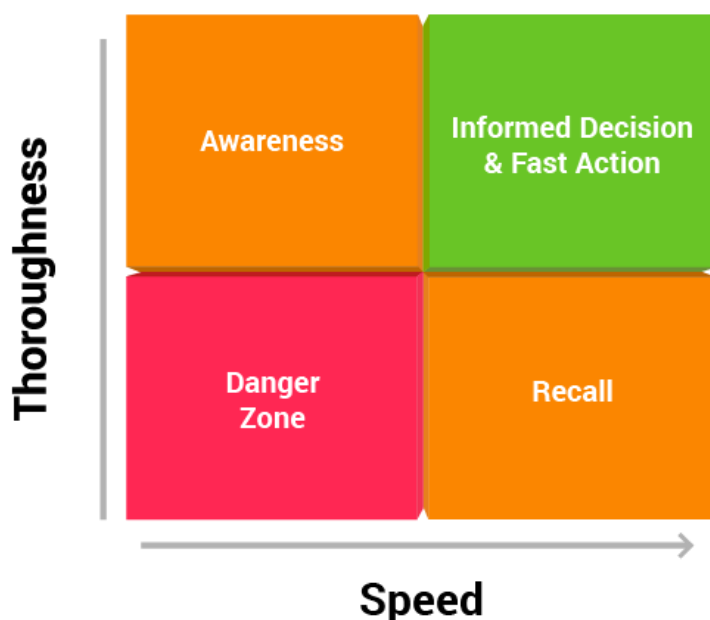 Thoroughness
Awareness
Informed Decision
& Fast Action
Danger
Zone
Recall
Speed